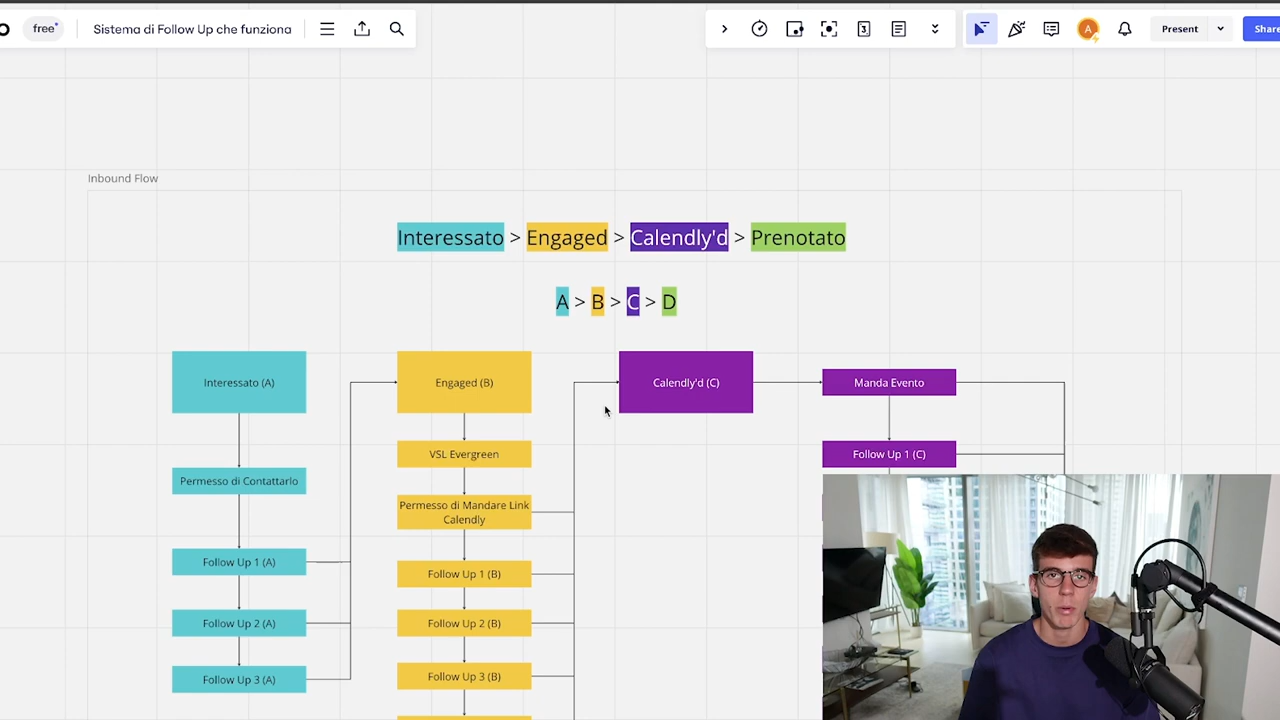 free
Sistema di Follow Up che funziona
3
A
Present
Share
Inbound Flow
Interessato > Engaged > Calendly'd > Prenotato
A > B > C > D
Interessato (A)
Engaged (B)
Calendly'd (C)
Manda Evento
VSL Evergreen
Follow Up 1 (C)
Permesso di Contattarlo
Permesso di Mandare Link
Calendly
Follow Up 1 (A)
Follow Up 1 (B)
Follow Up 2 (A)
Follow Up 2 (B)
Follow Up 3 (A)
Follow Up 3 (B)